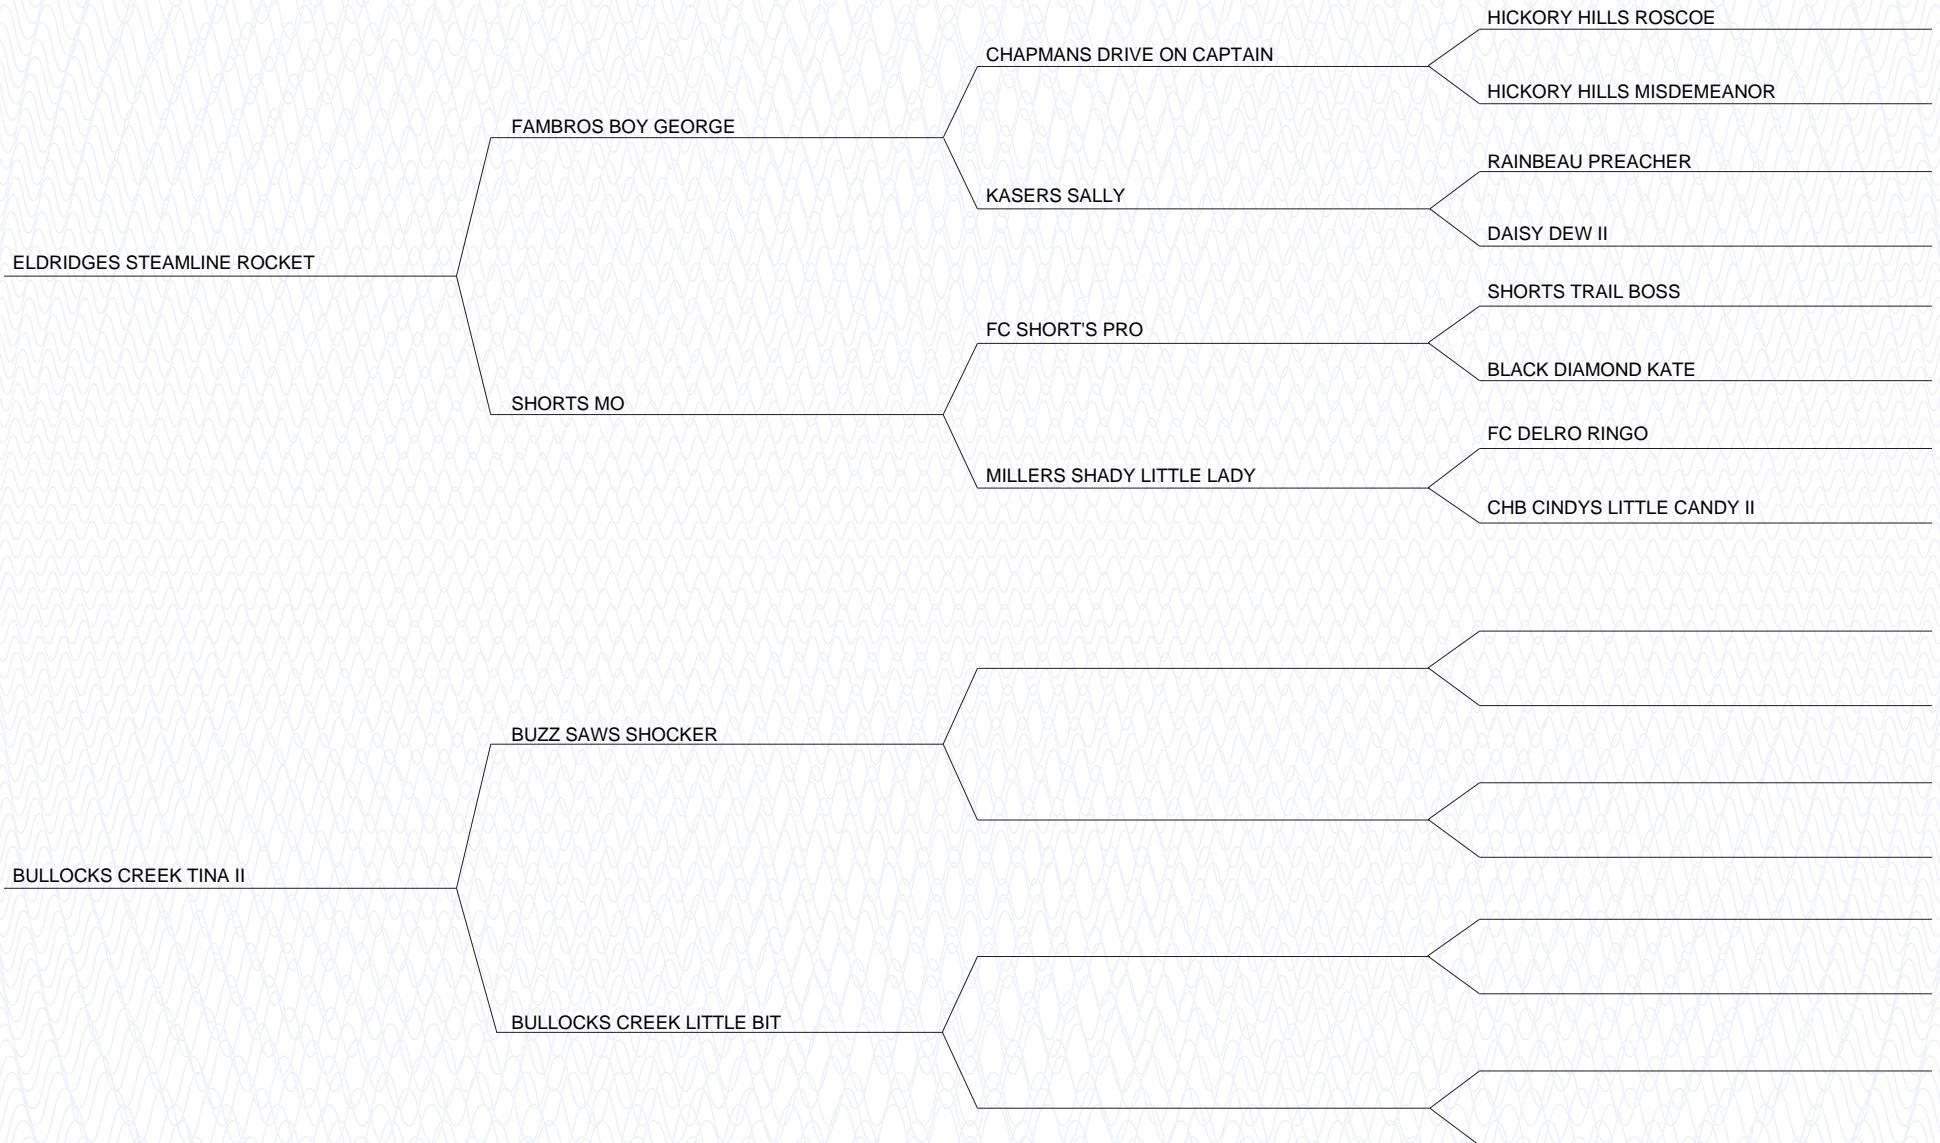 HICKORY HILLS ROSCOE
CHAPMANS DRIVE ON CAPTAIN
HICKORY HILLS MISDEMEANOR
FAMBROS BOY GEORGE
RAINBEAU PREACHER
KASERS SALLY
DAISY DEW II
ELDRIDGES STEAMLINE ROCKET
SHORTS TRAIL BOSS
FC SHORT'S PRO
BLACK DIAMOND KATE
SHORTS MO
FC DELRO RINGO
MILLERS SHADY LITTLE LADY
CHB CINDYS LITTLE CANDY II
BUZZ SAWS SHOCKER
BULLOCKS CREEK TINA II
BULLOCKS CREEK LITTLE BIT